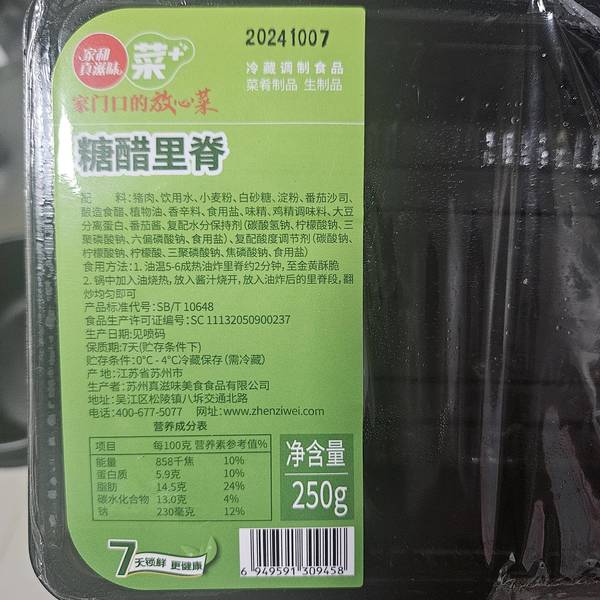 20241007
家和
真滋味
菜+
冷藏调制食品
菜肴制品 生制品
家门口的放心菜
糖醋里脊
配 料:猪肉、饮用水、小麦粉、白砂糖、淀粉、番茄沙司、
酿造食醋、植物油、香辛料、食用盐、味精、鸡精调味料、大豆
分离蛋白、番茄酱、复配水分保持剂(碳酸氢钠、柠檬酸钠、三
聚磷酸钠、六偏磷酸钠、食用盐)、复配酸度调节剂(碳酸钠、
柠檬酸钠、柠檬酸、三聚磷酸钠、焦磷酸钠、食用盐)
食用方法:1. 油温5-6成热油炸里脊约2分钟,至金黄酥脆
2. 锅中加入油烧热,放入酱汁烧开,放入油炸后的里脊段,翻
炒均匀即可
产品标准代号:SB/T 10648
食品生产许可证编号:SC 11132050900237
生产日期:见喷码
保质期:7天(贮存条件下)
贮存条件:0°C - 4°C冷藏保存(需冷藏)
产 地:江苏省苏州市
生产者:苏州真滋味美食食品有限公司
地址:吴江区松陵镇八坼交通北路
电话:400-677-5077 网址:www.zhenziwei.com
营养成分表
项目 每100克 营养素参考值%
能量 858千焦 10%
蛋白质 5.9克 10%
脂肪 14.5克 24%
碳水化合物 13.0克 4%
钠 230毫克 12%
净含量
250g
7天锁鲜 更健康
6 949591 309458